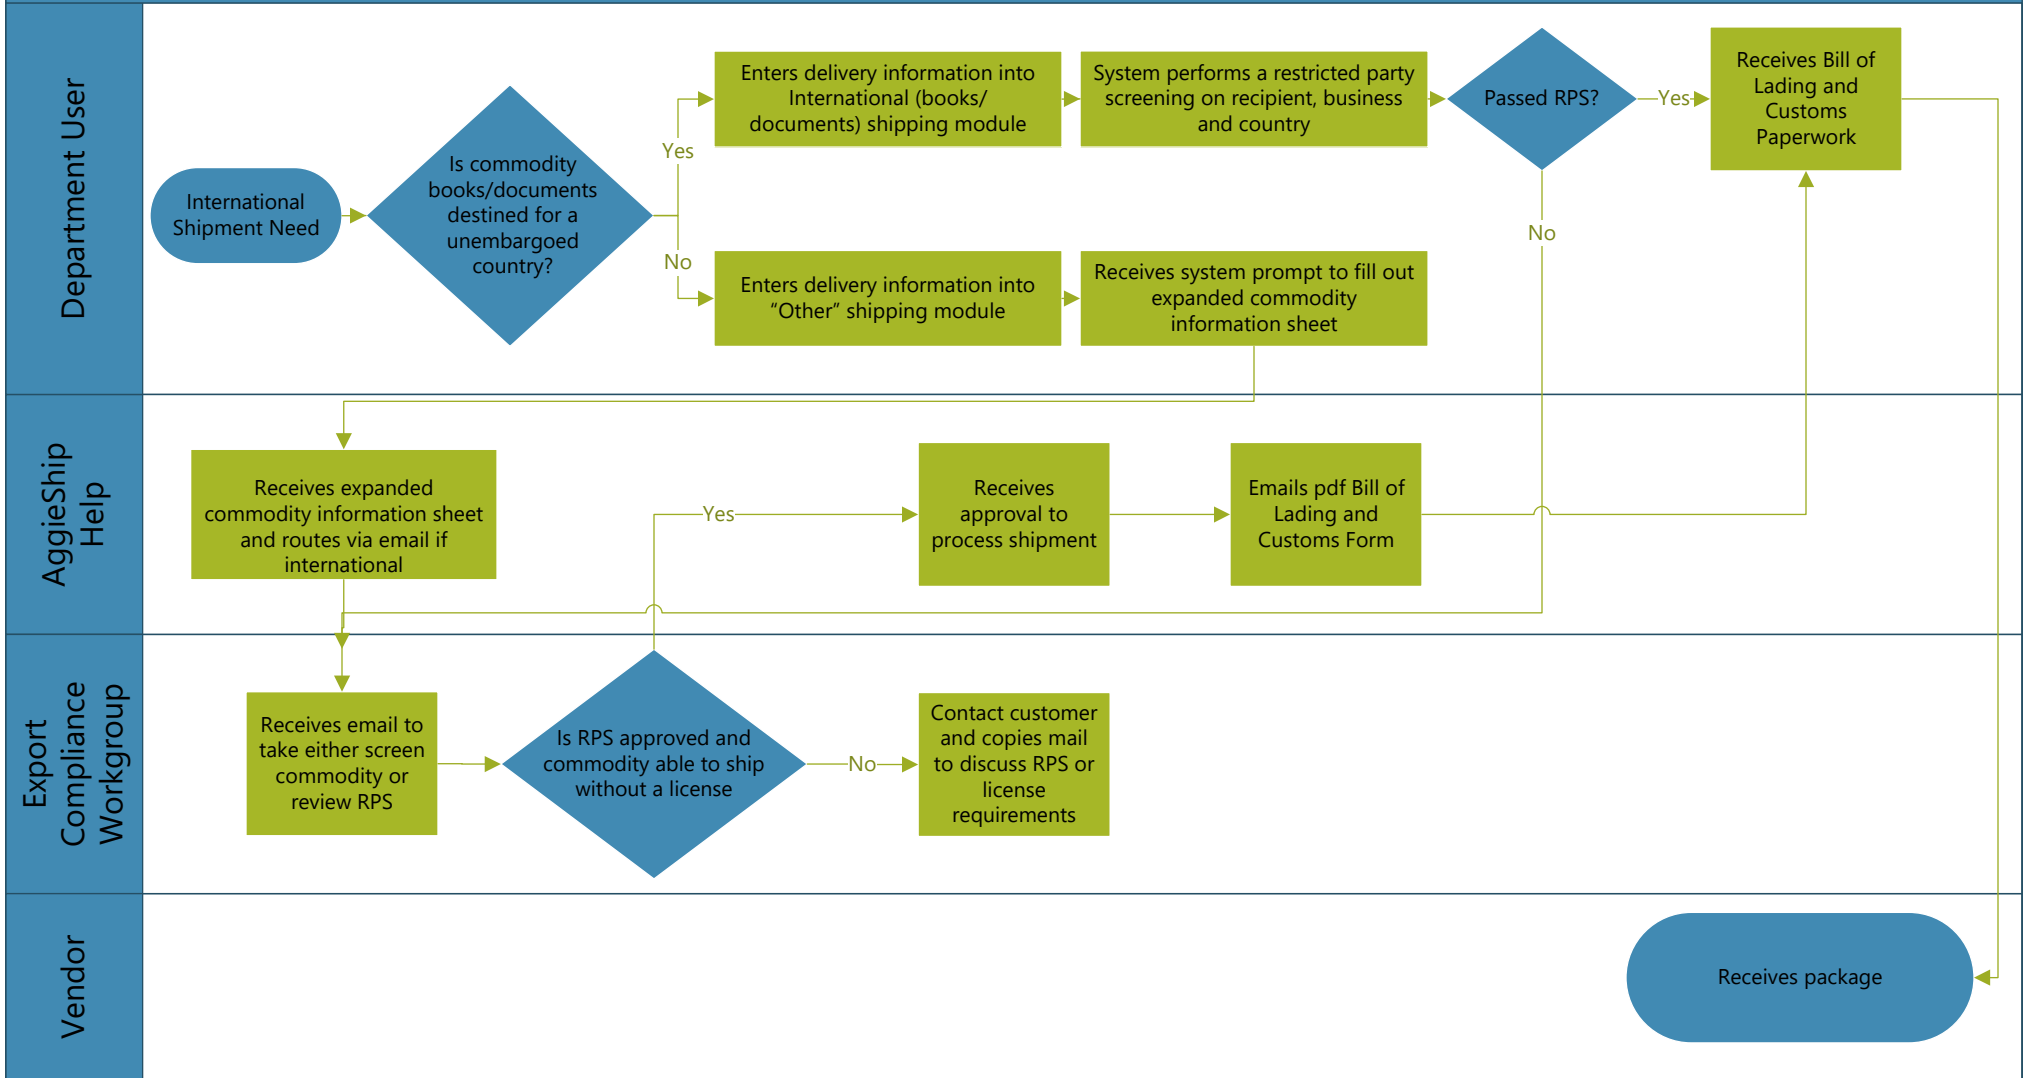 Department User
International
Shipment Need
Is commodity
books/documents
destined for a
unembargoed
country?
Yes
No
Enters delivery information into
International (books/
documents) shipping module
System performs a restricted party
screening on recipient, business
and country
Passed RPS?
Yes
No
Receives Bill of
Lading and
Customs
Paperwork
Enters delivery information into
“Other” shipping module
Receives system prompt to fill out
expanded commodity
information sheet
AggieShip
Help
Receives expanded
commodity information sheet
and routes via email if
international
Yes
Receives
approval to
process shipment
Emails pdf Bill of
Lading and
Customs Form
Export
Compliance
Workgroup
Receives email to
take either screen
commodity or
review RPS
Is RPS approved and
commodity able to ship
without a license
No
Contact customer
and copies mail
to discuss RPS or
license
requirements
Vendor
Receives package